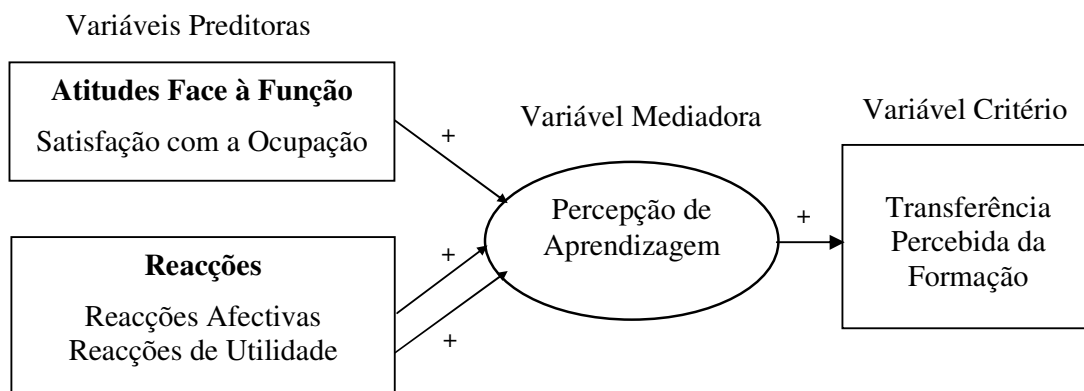 Variáveis Preditoras
Atitudes Face à Função
Satisfação com a Ocupação
+
Variável Mediadora
Variável Critério
Percepção de
Aprendizagem
+
Transferência
Percebida da
Formação
Reacções
Reacções Afectivas
Reacções de Utilidade
+
+